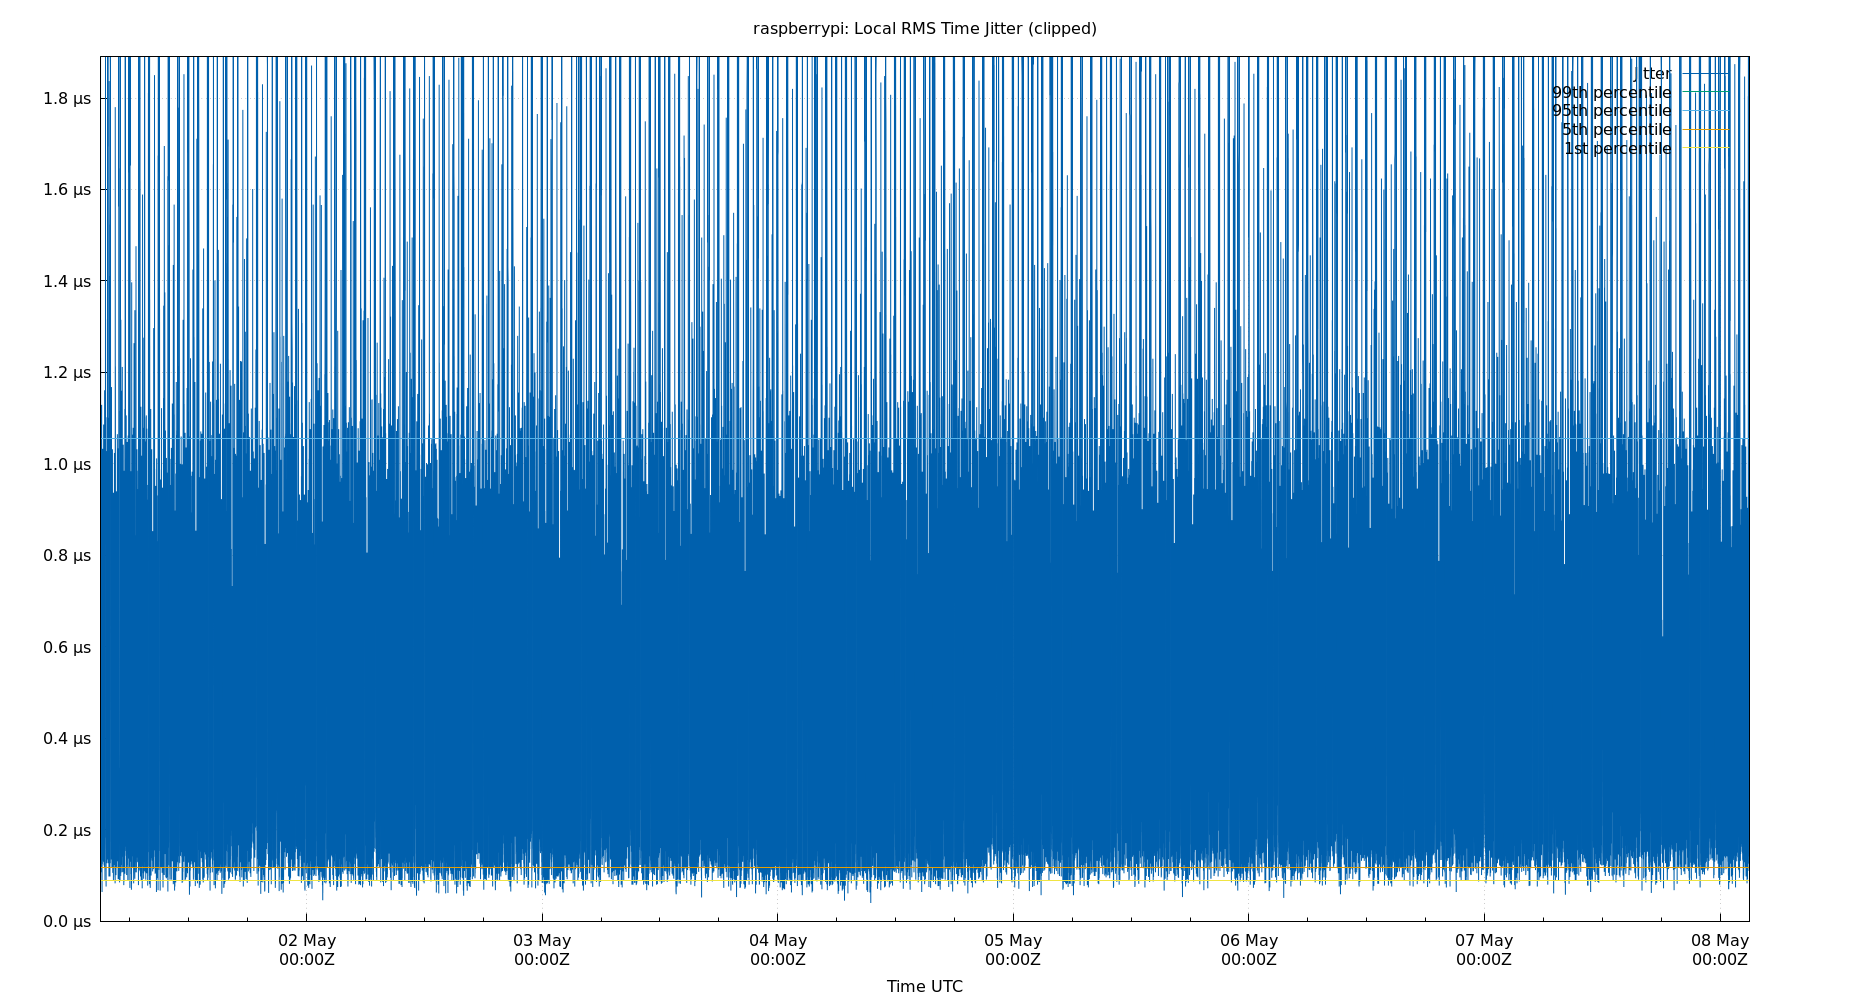 raspberrypi: Local RMS Time Jitter (clipped)
Jitter
99th percentile
95th percentile
5th percentile
1st percentile
1.8 μs
1.6 μs
1.4 μs
1.2 μs
1.0 μs
0.8 μs
0.6 μs
0.4 μs
0.2 μs
0.0 μs
02 May
00:00Z
03 May
00:00Z
04 May
00:00Z
05 May
00:00Z
06 May
00:00Z
07 May
00:00Z
08 May
00:00Z
Time UTC